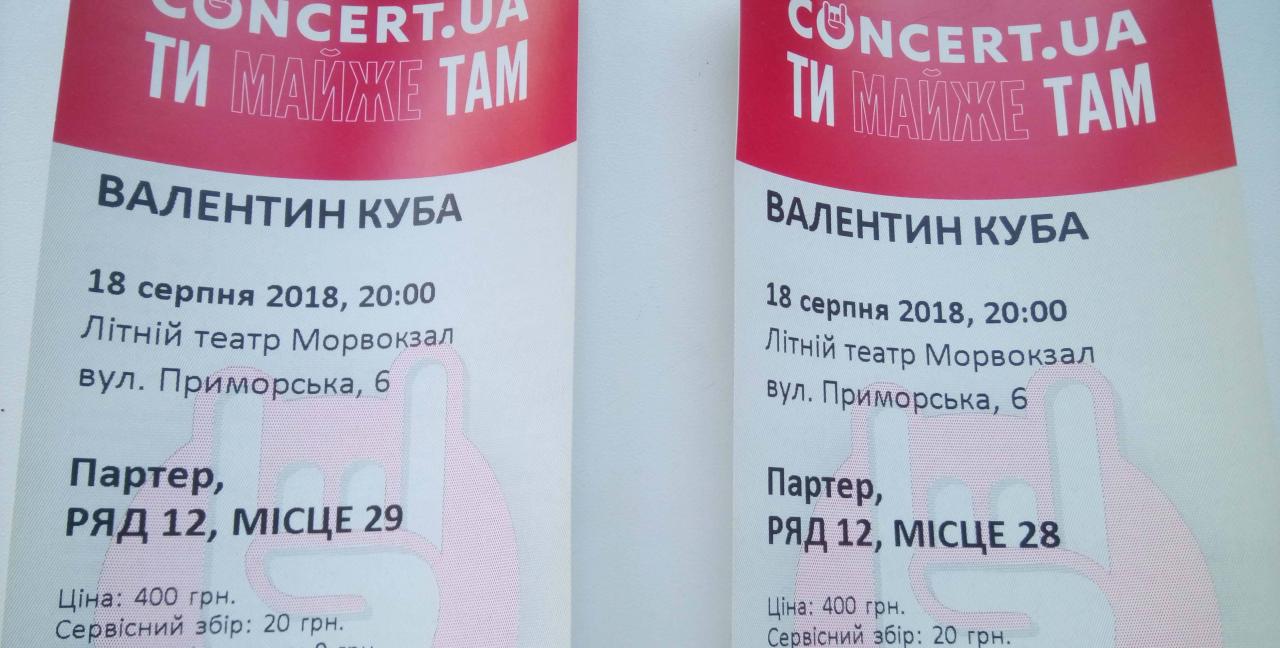 CONCERT.UA
ТИ МАЙЖЕ ТАМ
ВАЛЕНТИН КУБА
18 серпня 2018, 20:00
Літній театр Морвокзал
вул. Приморська, 6
Партер,
РЯД 12, МІСЦЕ 29
Ціна: 400 грн.
Сервісний збір: 20 грн.
CONCERT.UA
ТИ МАЙЖЕ ТАМ
ВАЛЕНТИН КУБА
18 серпня 2018, 20:00
Літній театр Морвокзал
вул. Приморська, 6
Партер,
РЯД 12, МІСЦЕ 28
Ціна: 400 грн.
Сервісний збір: 20 грн.